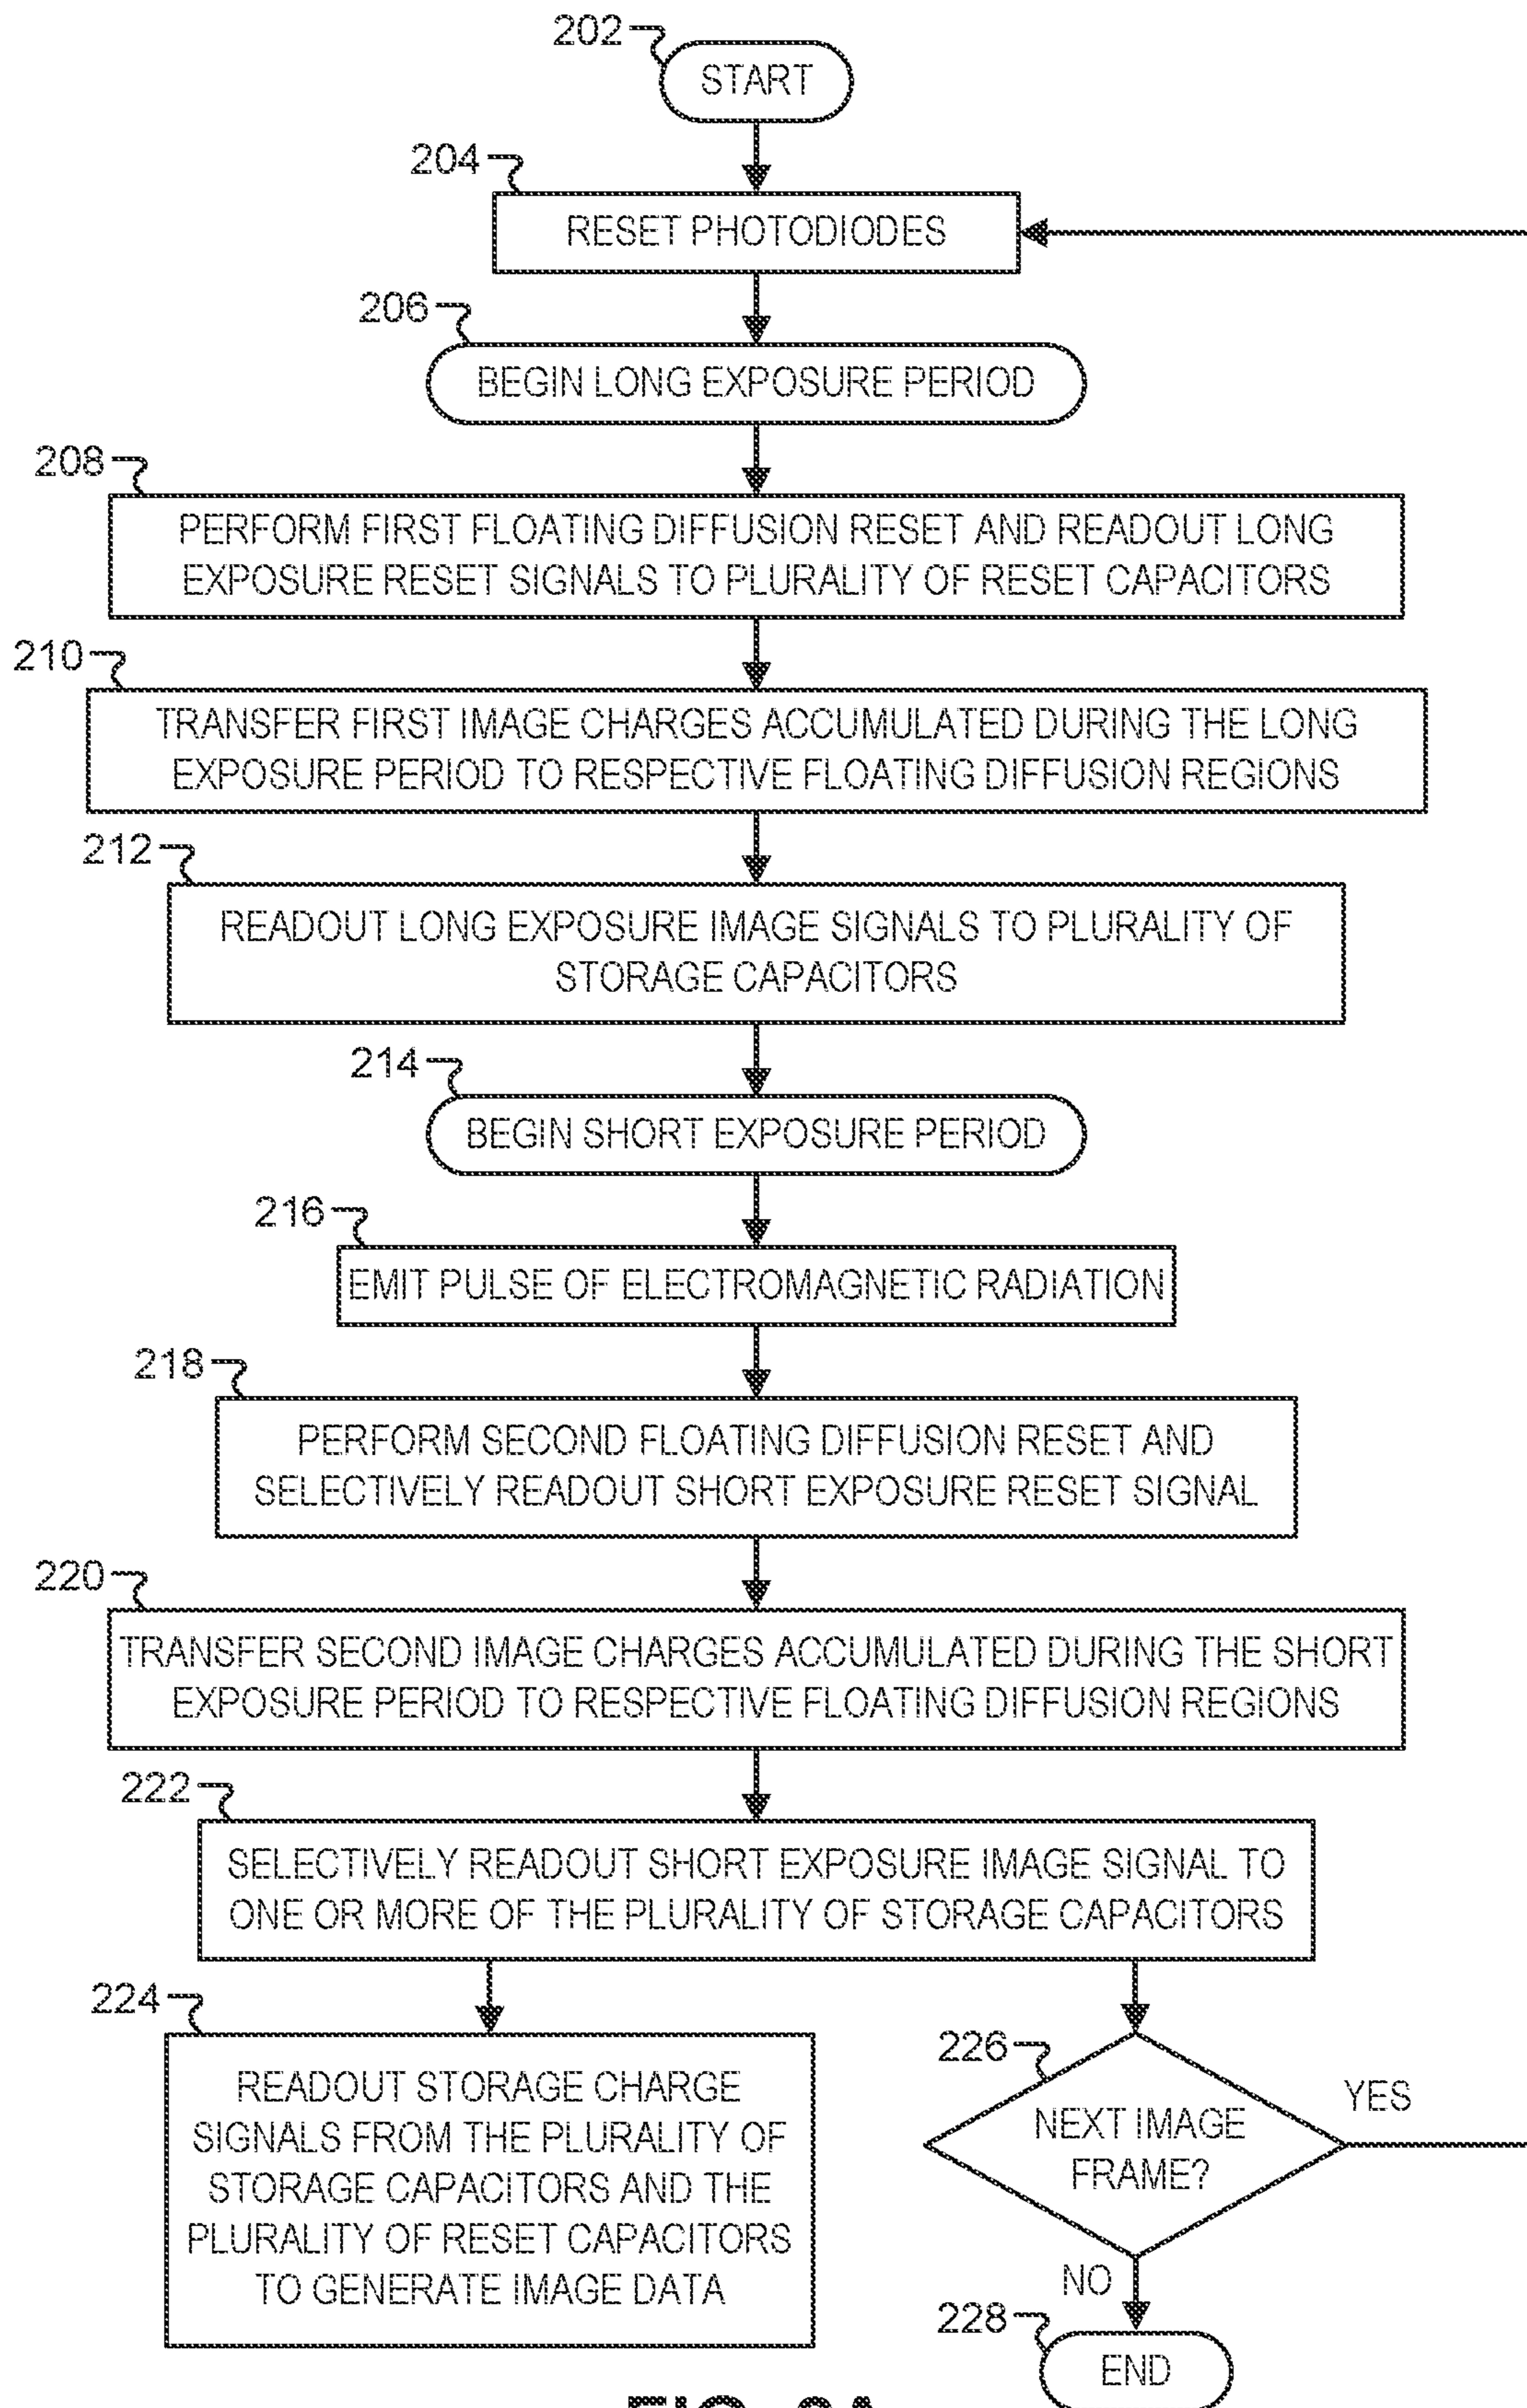 202
START
204
RESET PHOTODIODES
206
BEGIN LONG EXPOSURE PERIOD
208
PERFORM FIRST FLOATING DIFFUSION RESET AND READOUT LONG
EXPOSURE RESET SIGNALS TO PLURALITY OF RESET CAPACITORS
210
TRANSFER FIRST IMAGE CHARGES ACCUMULATED DURING THE LONG
EXPOSURE PERIOD TO RESPECTIVE FLOATING DIFFUSION REGIONS
212
READOUT LONG EXPOSURE IMAGE SIGNALS TO PLURALITY OF
STORAGE CAPACITORS
214
BEGIN SHORT EXPOSURE PERIOD
216
EMIT PULSE OF ELECTROMAGNETIC RADIATION
218
PERFORM SECOND FLOATING DIFFUSION RESET AND
SELECTIVELY READOUT SHORT EXPOSURE RESET SIGNAL
220
TRANSFER SECOND IMAGE CHARGES ACCUMULATED DURING THE SHORT
EXPOSURE PERIOD TO RESPECTIVE FLOATING DIFFUSION REGIONS
222
SELECTIVELY READOUT SHORT EXPOSURE IMAGE SIGNAL TO
ONE OR MORE OF THE PLURALITY OF STORAGE CAPACITORS
224
READOUT STORAGE CHARGE
SIGNALS FROM THE PLURALITY OF
STORAGE CAPACITORS AND THE
PLURALITY OF RESET CAPACITORS
TO GENERATE IMAGE DATA
226
NEXT IMAGE
FRAME?
YES
NO
228
END